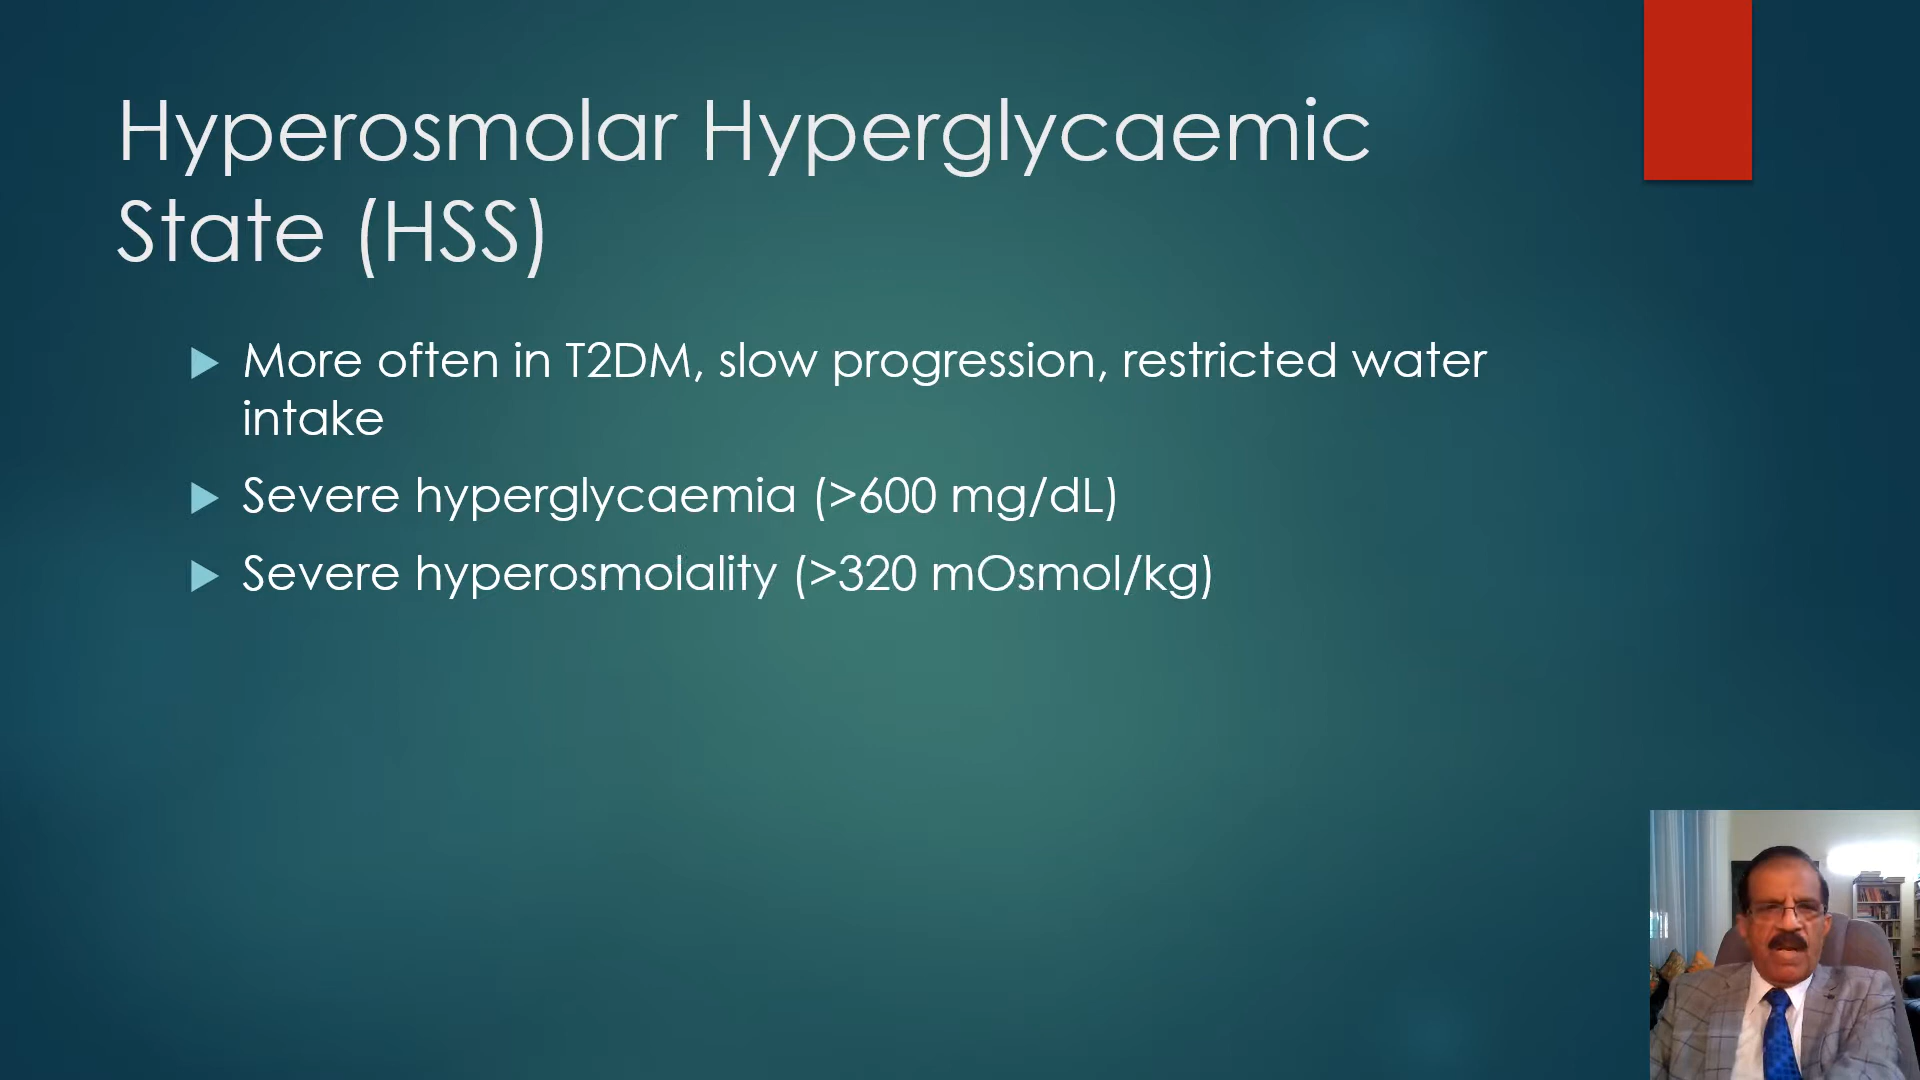 Hyperosmolar Hyperglycaemic
State (HSS)
More often in T2DM, slow progression, restricted water
intake
Severe hyperglycaemia (>600 mg/dL)
Severe hyperosmolality (>320 mOsmol/kg)